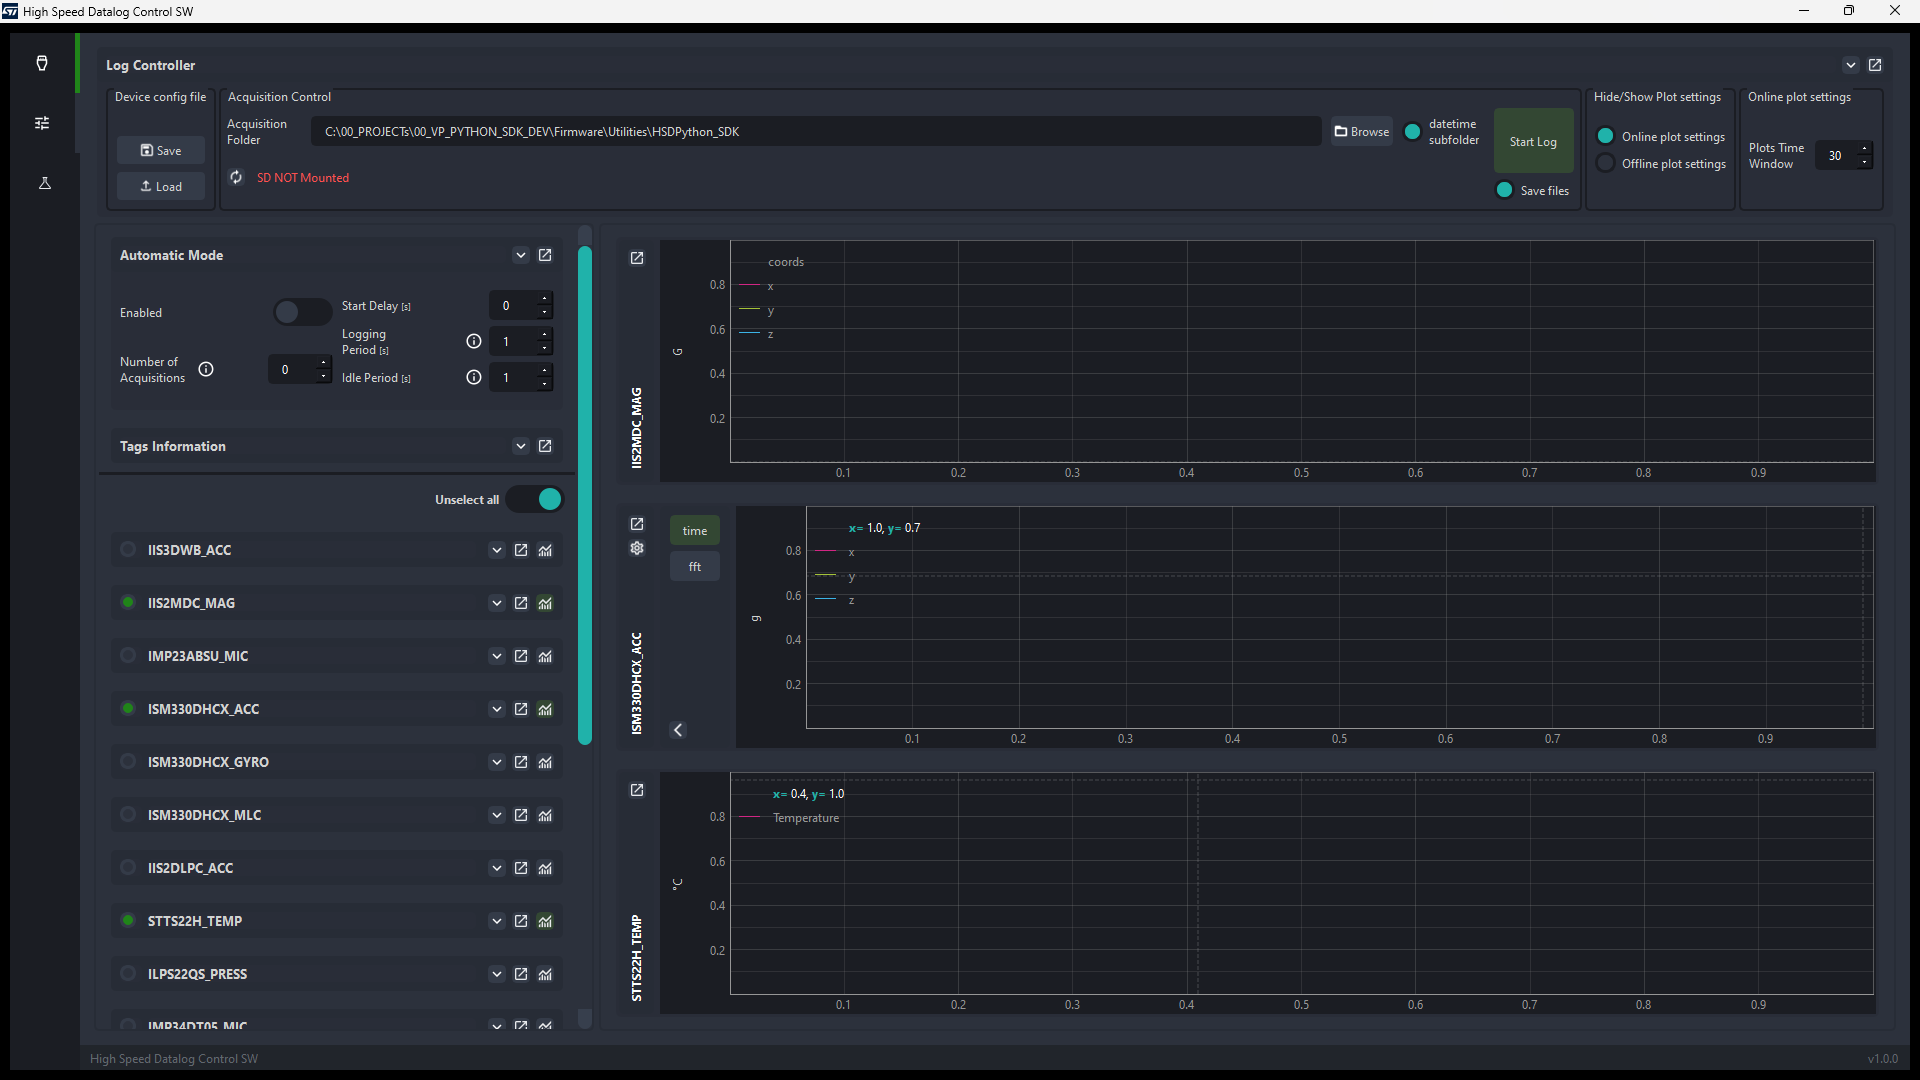 High Speed Datalog Control SW
Log Controller
Device config file
Save
Load
Acquisition Control
Acquisition
Folder
C:\00_PROJECTs\00_VP_PYTHON_SDK_DEV\Firmware\Utilities\HSDPython_SDK
Browse
datetime
subfolder
Start Log
SD NOT Mounted
Save files
Hide/Show Plot settings
Online plot settings
Offline plot settings
Online plot settings
Plots Time
Window
30
Automatic Mode
Enabled
Start Delay [s]
0
Logging
Period [s]
1
Number of
Acquisitions
0
Idle Period [s]
1
Tags Information
Unselect all
IIS3DWB_ACC
IIS2MDC_MAG
IMP23ABSU_MIC
ISM330DHCX_ACC
ISM330DHCX_GYRO
ISM330DHCX_MLC
IIS2DLPC_ACC
STTS22H_TEMP
ILPS22QS_PRESS
IMP34DT05_MIC
IIS2MDC_MAG
G
coords
x
y
z
0.8
0.6
0.4
0.2
0.1 0.2 0.3 0.4 0.5 0.6 0.7 0.8 0.9
ISM330DHCX_ACC
time
fft
g
x= 1.0, y= 0.7
x
y
z
0.8
0.6
0.4
0.2
0.1 0.2 0.3 0.4 0.5 0.6 0.7 0.8 0.9
STTS22H_TEMP
°C
x= 0.4, y= 1.0
Temperature
0.8
0.6
0.4
0.2
0.1 0.2 0.3 0.4 0.5 0.6 0.7 0.8 0.9
High Speed Datalog Control SW
v1.0.0